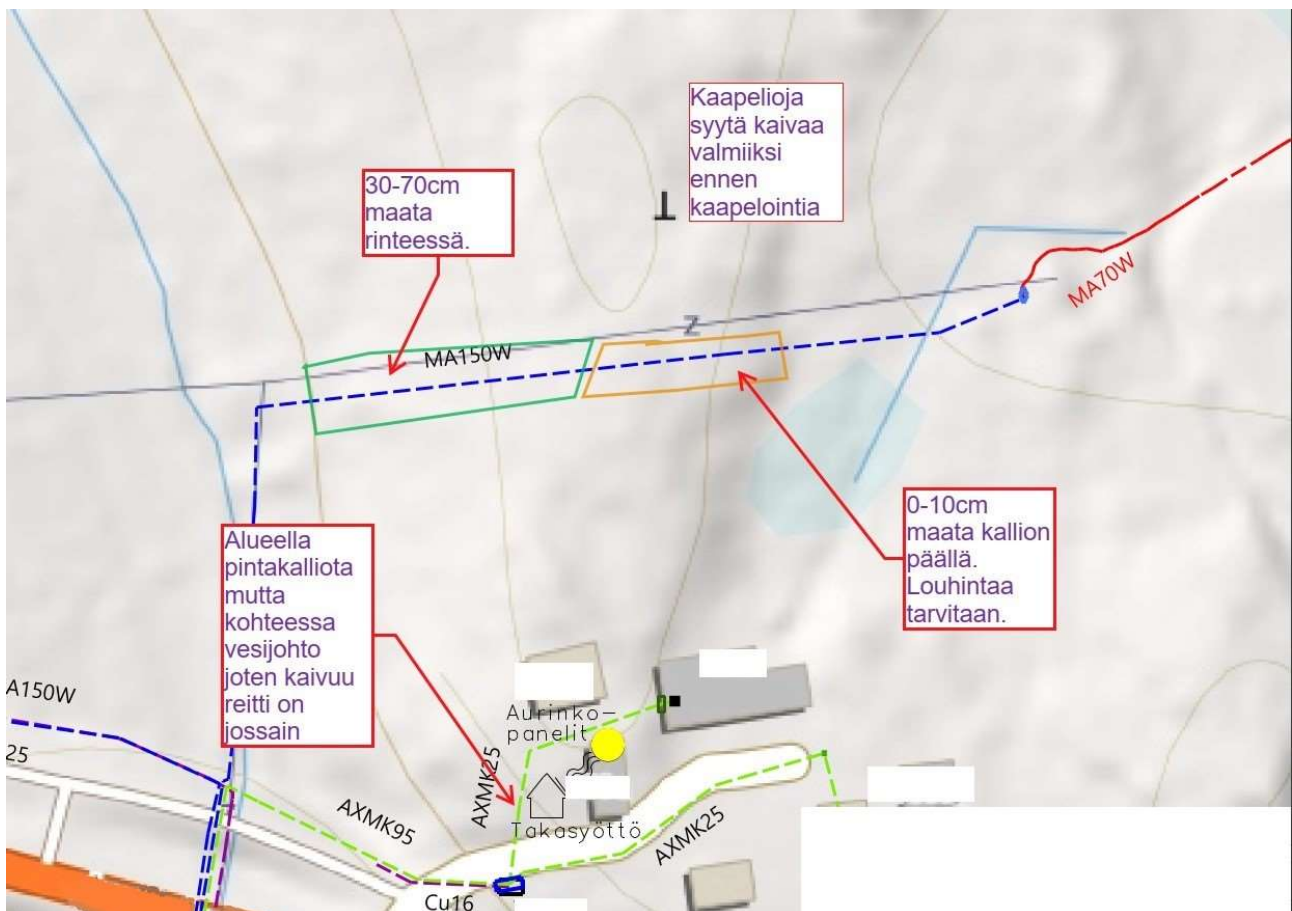 Kaapelioja
syytä kaivaa
valmiiksi
ennen
kaapelointia
30-70cm
maata
rinteessä.
MA70W
Z
MA150W
0-10cm
maata kallion
päällä.
Louhintaa
tarvitaan.
Alueella
pintakalliota
mutta
kohteessa
vesijohto
joten kaivuu
reitti on
jossain
A150W
25
Aurinko-
panelit
AXMK25
Takasyöttö
AXMK95
AXMK25
Cu16